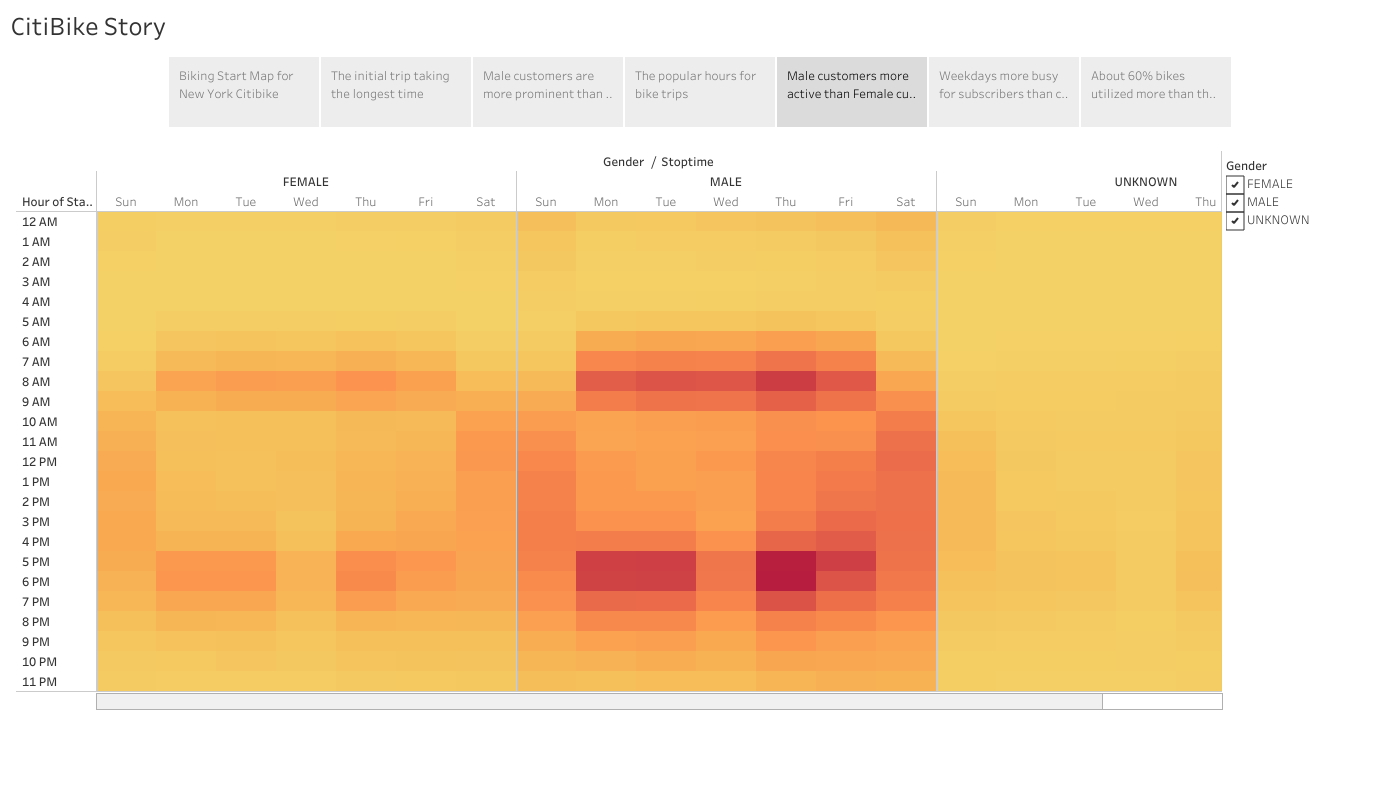 CitiBike Story
Biking Start Map for
New York Citibike
The initial trip taking
the longest time
Male customers are
more prominent than ..
The popular hours for
bike trips
Male customers more
active than Female cu..
Weekdays more busy
for subscribers than c..
About 60% bikes
utilized more than th..
Gender / Stoptime
FEMALE MALE UNKNOWN
Hour of Sta.. Sun Mon Tue Wed Thu Fri Sat Sun Mon Tue Wed Thu Fri Sat Sun Mon Tue Wed Thu
12 AM
1 AM
2 AM
3 AM
4 AM
5 AM
6 AM
7 AM
8 AM
9 AM
10 AM
11 AM
12 PM
1 PM
2 PM
3 PM
4 PM
5 PM
6 PM
7 PM
8 PM
9 PM
10 PM
11 PM
Gender
FEMALE
MALE
UNKNOWN